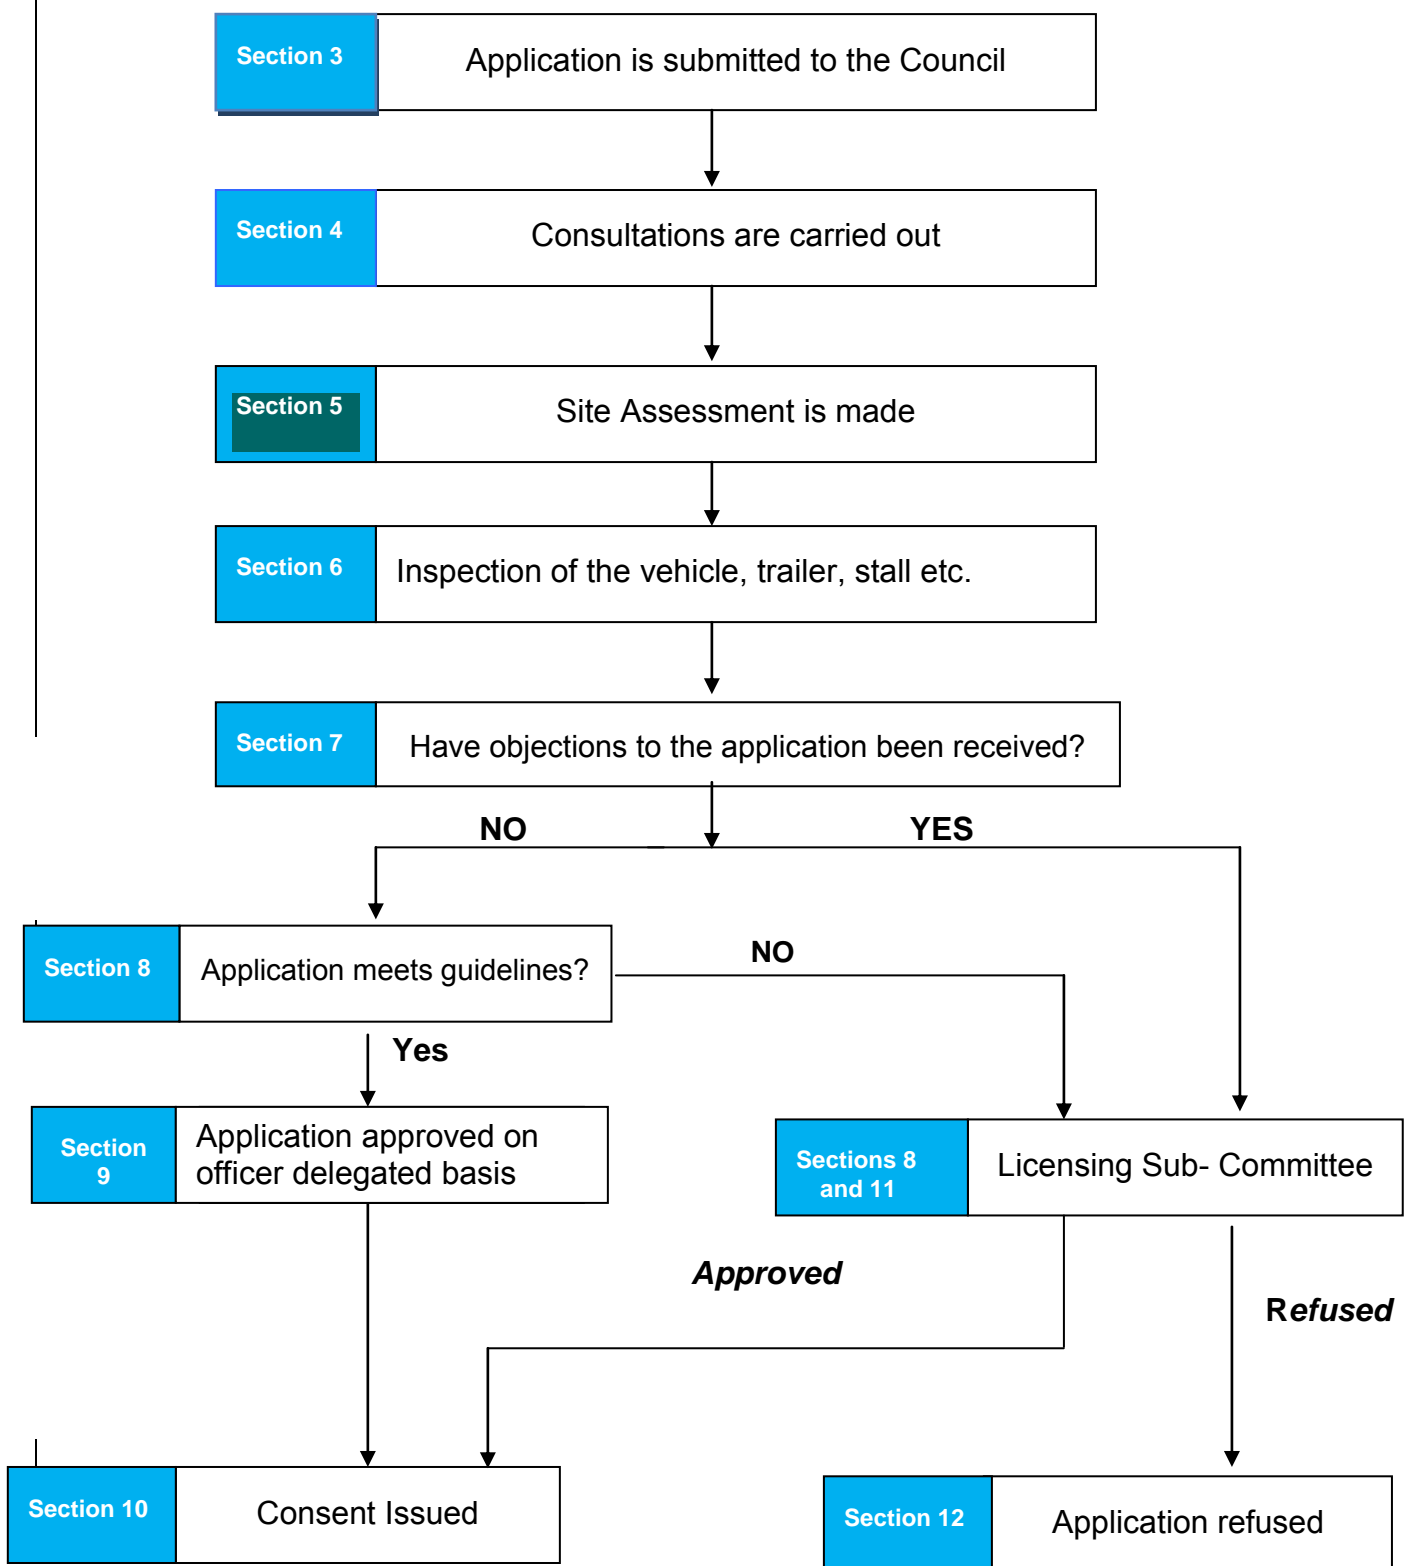 Section 3
Application is submitted to the Council
Section 4
Consultations are carried out
Section 5
Site Assessment is made
Section 6
Inspection of the vehicle, trailer, stall etc.
Section 7
Have objections to the application been received?
NO
YES
Section 8
Application meets guidelines?
NO
Yes
Section
9
Application approved on
officer delegated basis
Sections 8
and 11
Licensing Sub- Committee
Approved
Refused
Section 10
Consent Issued
Section 12
Application refused